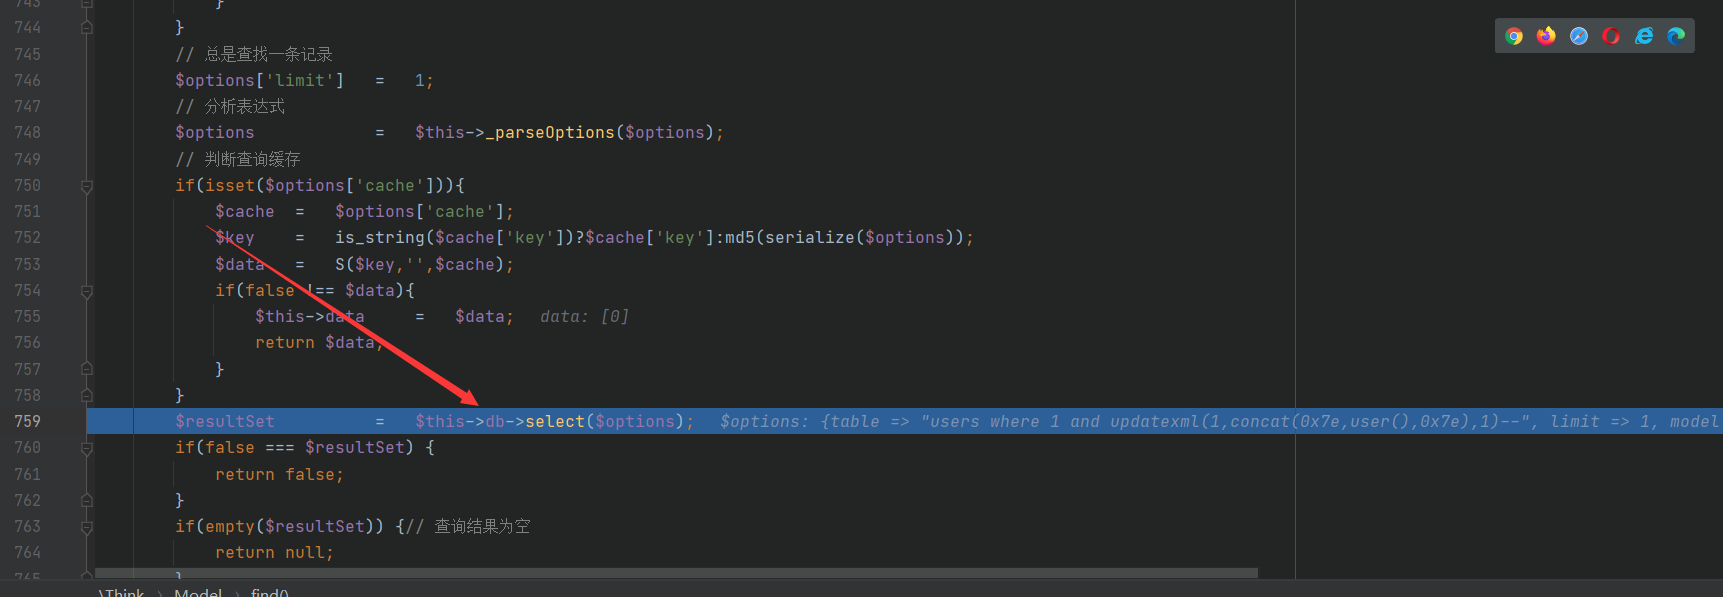 743 }
744 }
745 // 总是查找一条记录
746 $options['limit'] = 1;
747 // 分析表达式
748 $options = $this->_parseOptions($options);
749 // 判断查询缓存
750 if(isset($options['cache'])){
751 $cache = $options['cache'];
752 $key = is_string($cache['key'])?$cache['key']:md5(serialize($options));
753 $data = S($key,'',$cache);
754 if(false !== $data){
755 $this->data = $data; data: [0]
756 return $data;
757 }
758 }
759 $resultSet = $this->db->select($options); $options: {table => "users where 1 and updatexml(1,concat(0x7e,user(),0x7e),1)--", limit => 1, model
760 if(false === $resultSet) {
761 return false;
762 }
763 if(empty($resultSet)) {// 查询结果为空
764 return null;
765 }
\Think › Model › find()